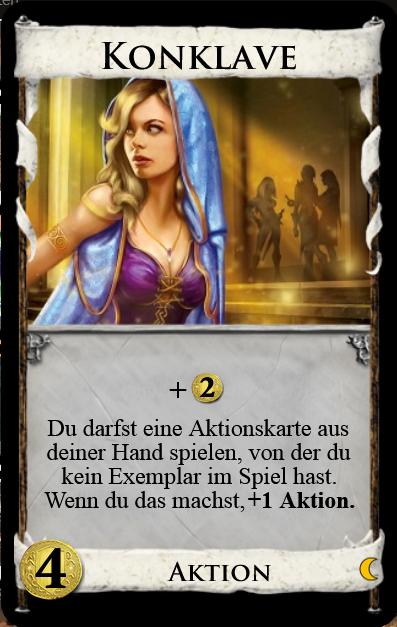 KONKLAVE
+ 2
Du darfst eine Aktionskarte aus
deiner Hand spielen, von der du
kein Exemplar im Spiel hast.
Wenn du das machst, +1 Aktion.
4
AKTION